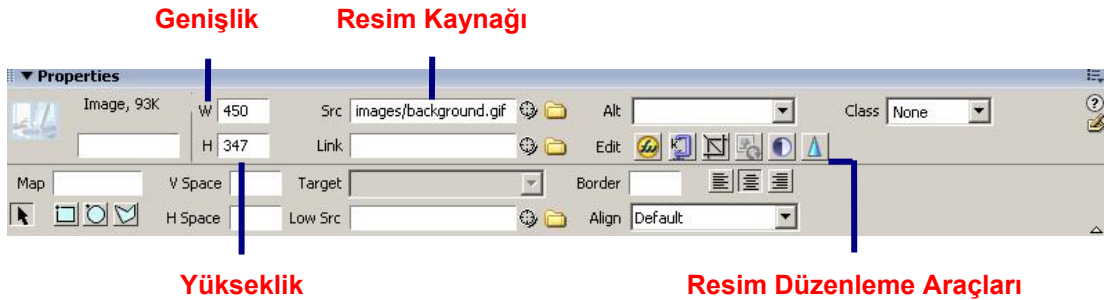 Genişlik Resim Kaynağı
Properties
Image, 93K W 450 Src images/background.gif Alt Class None
H 347 Link Edit
Map V Space Target Border
H Space Low Src Align Default
Yükseklik Resim Düzenleme Araçları